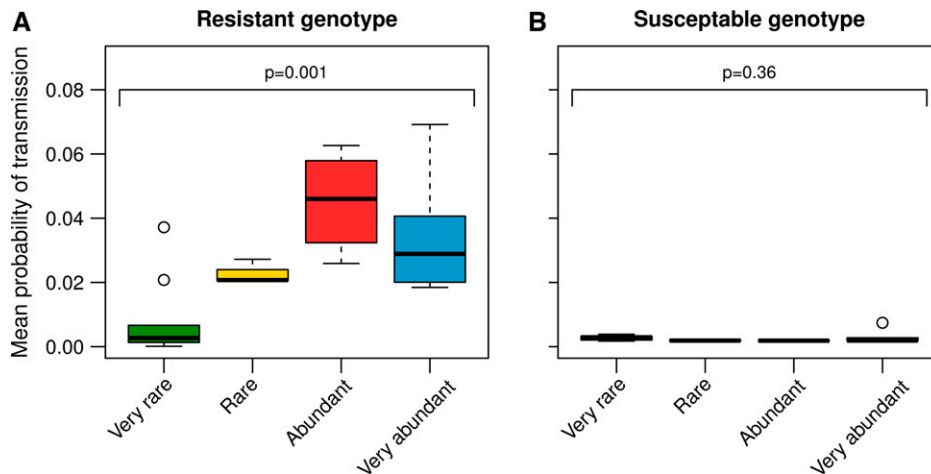 A Resistant genotype
B Susceptable genotype
p=0.001
p=0.36
Mean probability of transmission
0.08
0.06
0.04
0.02
0.00
Very rare
Rare
Abundant
Very abundant
Very rare
Rare
Abundant
Very abundant